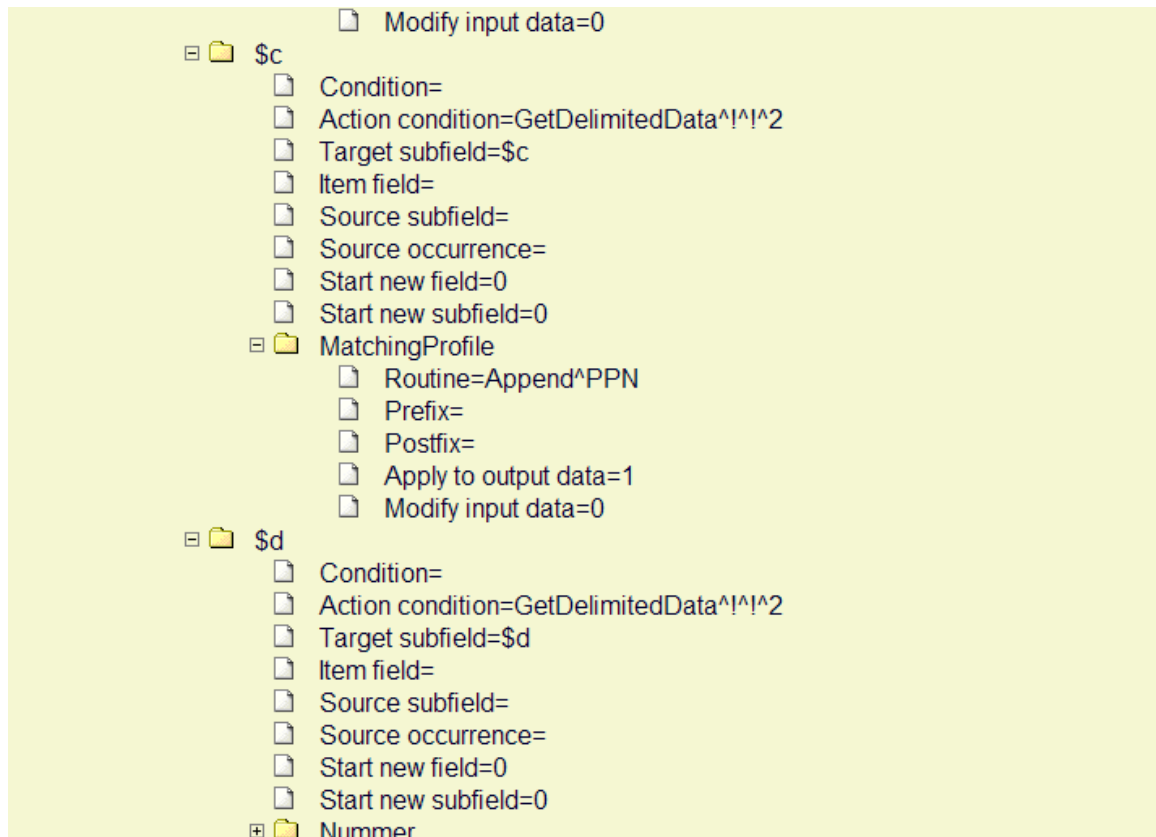 Modify input data=0
$c
Condition=
Action condition=GetDelimitedData^!^!^2
Target subfield=$c
Item field=
Source subfield=
Source occurrence=
Start new field=0
Start new subfield=0
MatchingProfile
Routine=Append^PPN
Prefix=
Postfix=
Apply to output data=1
Modify input data=0
$d
Condition=
Action condition=GetDelimitedData^!^!^2
Target subfield=$d
Item field=
Source subfield=
Source occurrence=
Start new field=0
Start new subfield=0
Nummer